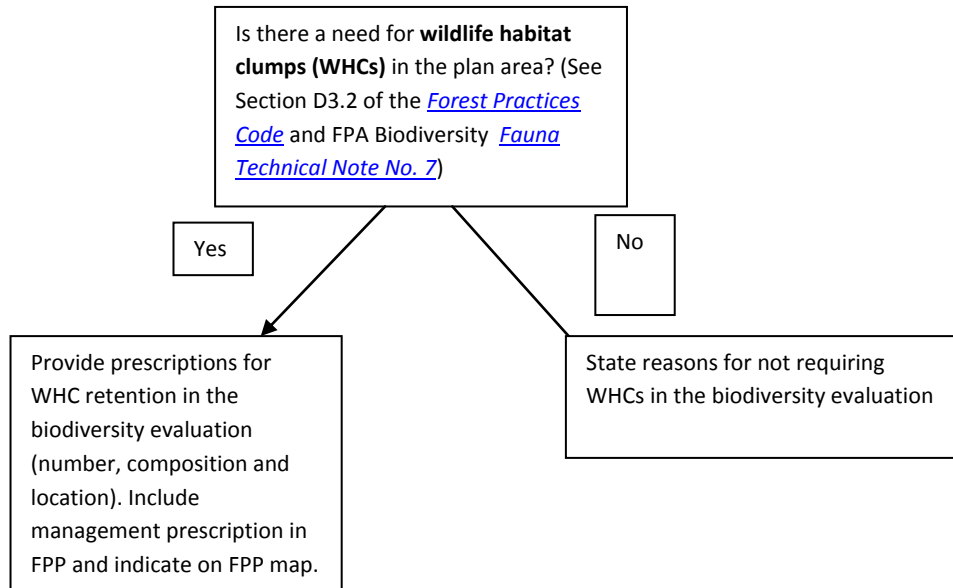 Is there a need for wildlife habitat
clumps (WHCs) in the plan area? (See
Section D3.2 of the Forest Practices
Code and FPA Biodiversity Fauna
Technical Note No. 7)
Yes
No
Provide prescriptions for
WHC retention in the
biodiversity evaluation
(number, composition and
location). Include
management prescription in
FPP and indicate on FPP map.
State reasons for not requiring
WHCs in the biodiversity evaluation